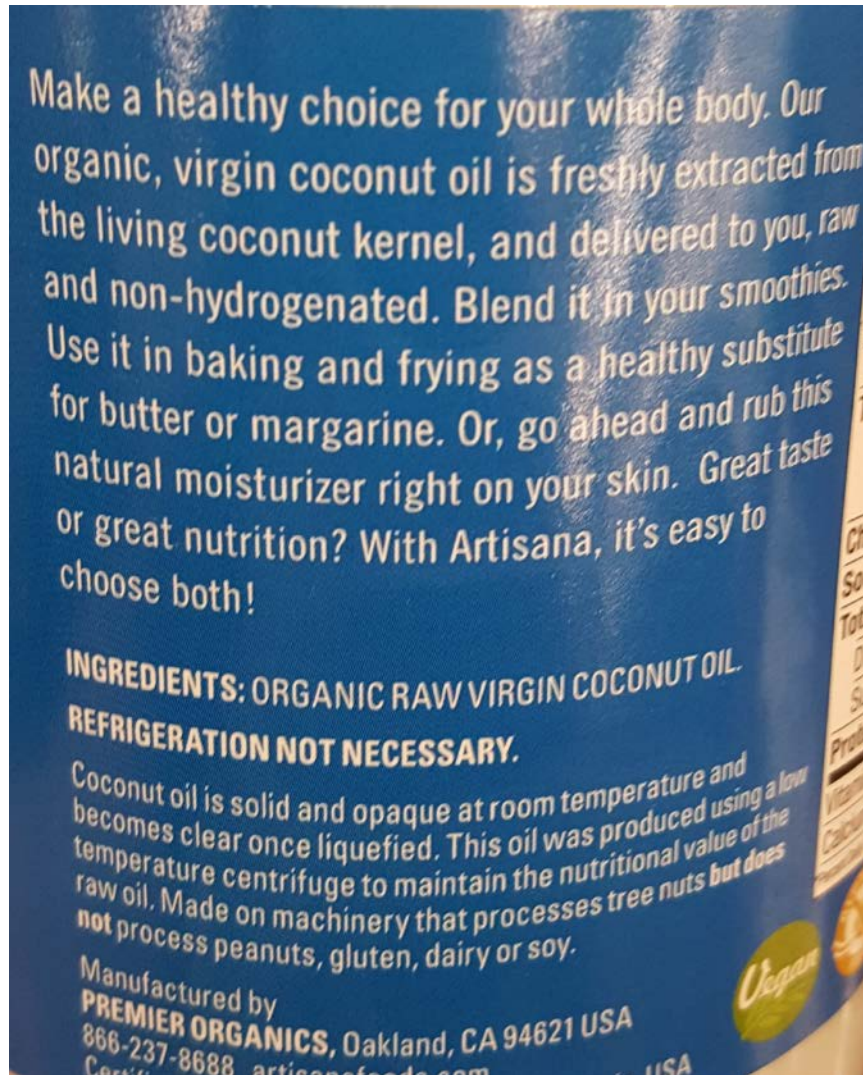 Make a healthy choice for your whole body. Our
organic, virgin coconut oil is freshly extracted from
the living coconut kernel, and delivered to you, raw
and non-hydrogenated. Blend it in your smoothies.
Use it in baking and frying as a healthy substitute
for butter or margarine. Or, go ahead and rub this
natural moisturizer right on your skin. Great taste
or great nutrition? With Artisana, it's easy to
choose both!
INGREDIENTS: ORGANIC RAW VIRGIN COCONUT OIL.
REFRIGERATION NOT NECESSARY.
Coconut oil is solid and opaque at room temperature and
becomes clear once liquefied. This oil was produced using a low
temperature centrifuge to maintain the nutritional value of the
raw oil. Made on machinery that processes tree nuts but does
not process peanuts, gluten, dairy or soy.
Manufactured by
PREMIER ORGANICS, Oakland, CA 94621 USA
866-237-8688
USA
Vegan